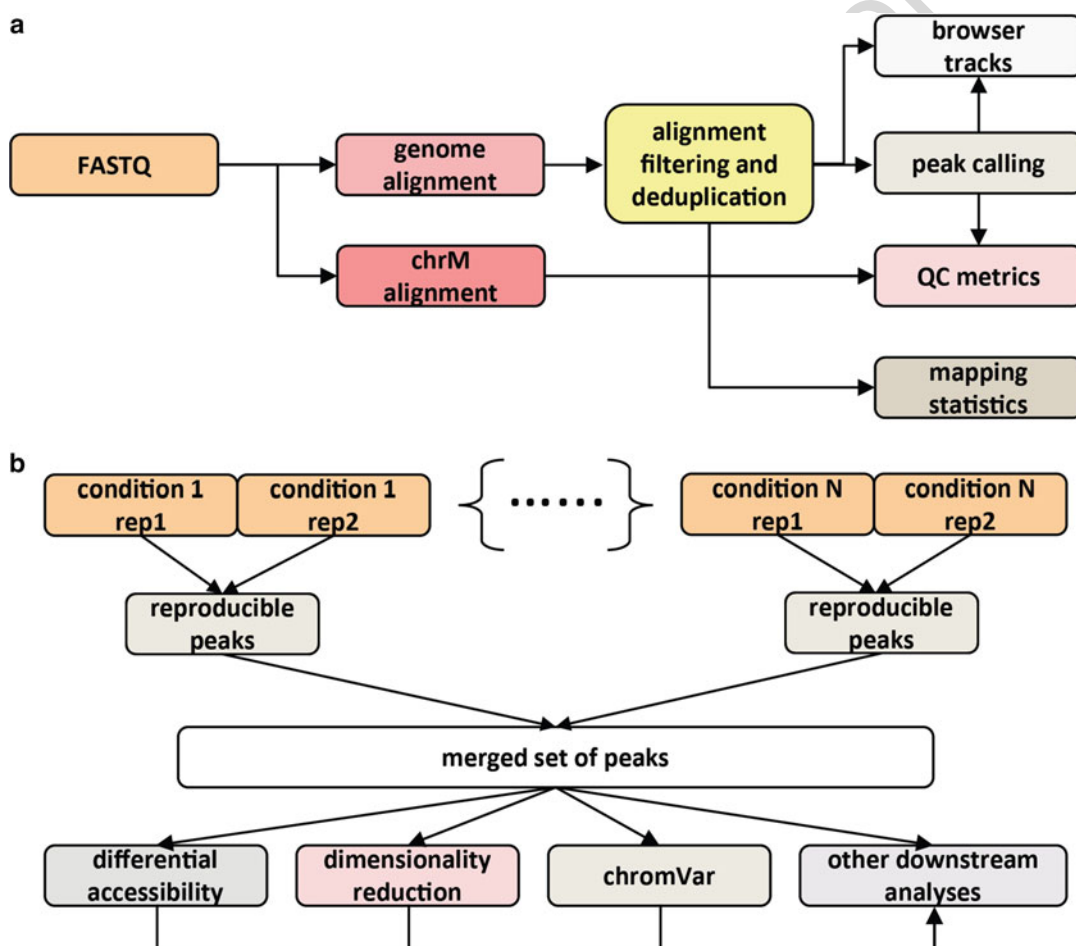 a
browser
tracks
FASTQ
genome
alignment
alignment
filtering and
deduplication
peak calling
chrM
alignment
QC metrics
mapping
statistics
b
condition 1
rep1
condition 1
rep2
......
condition N
rep1
condition N
rep2
reproducible
peaks
reproducible
peaks
merged set of peaks
differential
accessibility
dimensionality
reduction
chromVar
other downstream
analyses